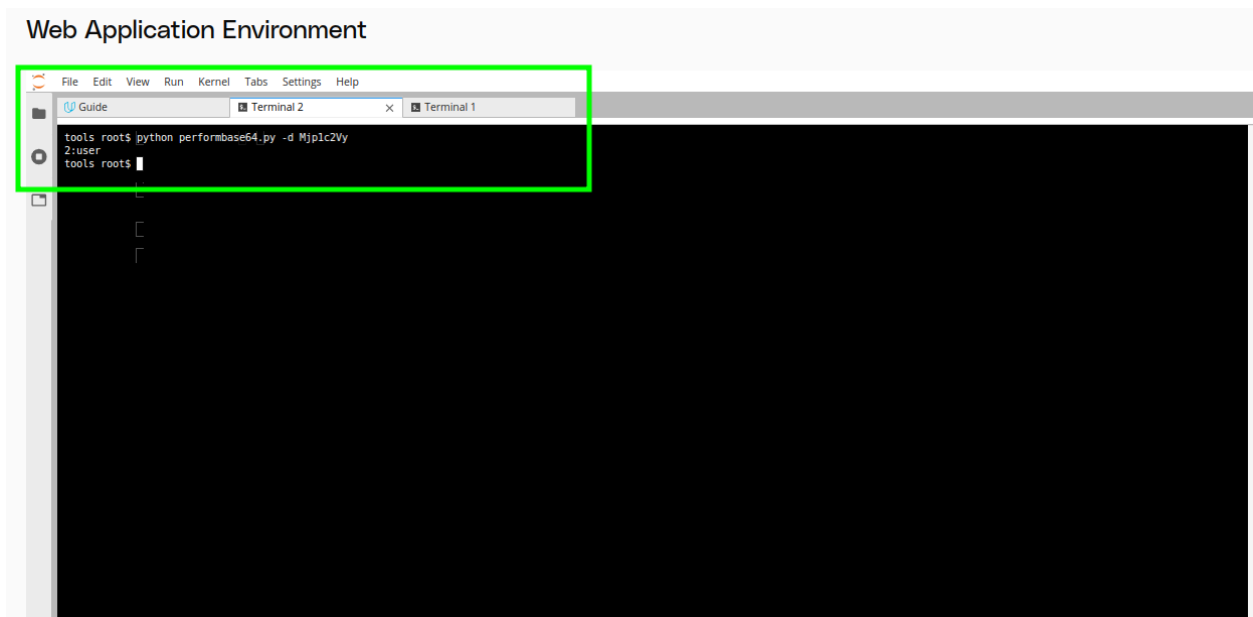 Web Application Environment
File Edit View Run Kernel Tabs Settings Help
Guide Terminal 2 Terminal 1
tools root$ python performbase64.py -d Mjp1c2Vy
2:user
tools root$